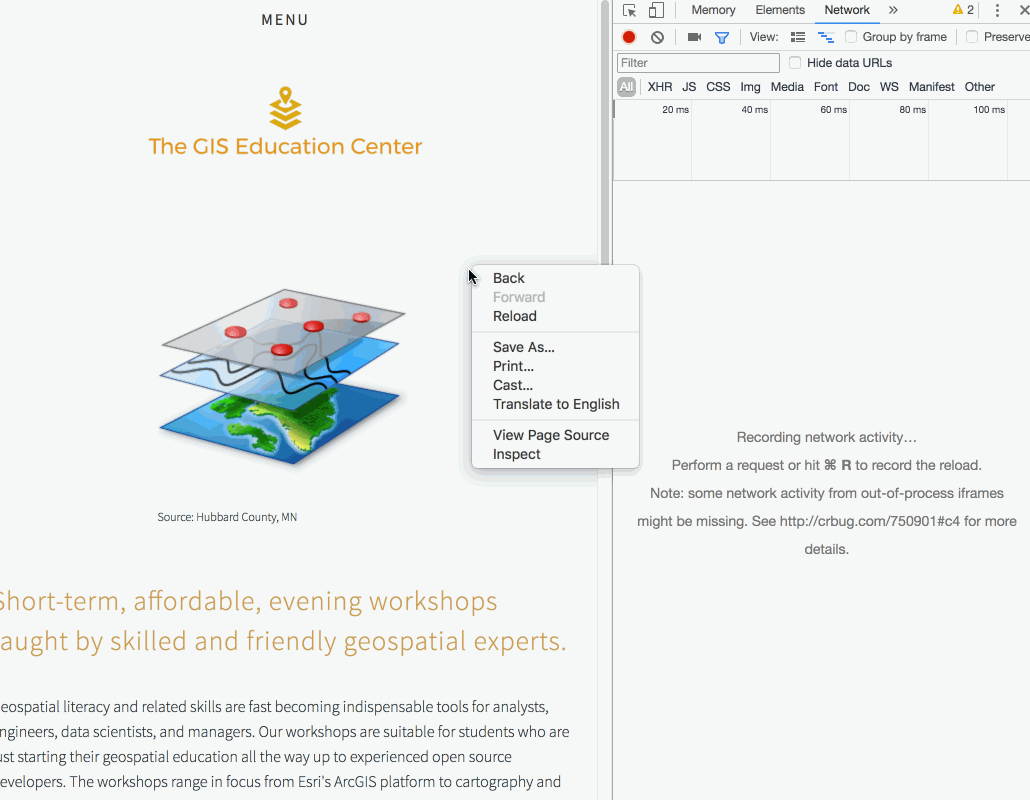 MENU
The GIS Education Center
Source: Hubbard County, MN
Short-term, affordable, evening workshops
aught by skilled and friendly geospatial experts.
eospatial literacy and related skills are fast becoming indispensable tools for analysts,
ngineers, data scientists, and managers. Our workshops are suitable for students who are
ust starting their geospatial education all the way up to experienced open source
evelopers. The workshops range in focus from Esri's ArcGIS platform to cartography and
Back
Forward
Reload
Save As...
Print...
Cast...
Translate to English
View Page Source
Inspect
Memory Elements Network » 2
View: Group by frame Preserve
Filter Hide data URLs
All XHR JS CSS Img Media Font Doc WS Manifest Other
20 ms 40 ms 60 ms 80 ms 100 ms
Recording network activity…
Perform a request or hit ⌘ R to record the reload.
Note: some network activity from out-of-process iframes
might be missing. See http://crbug.com/750901#c4 for more
details.